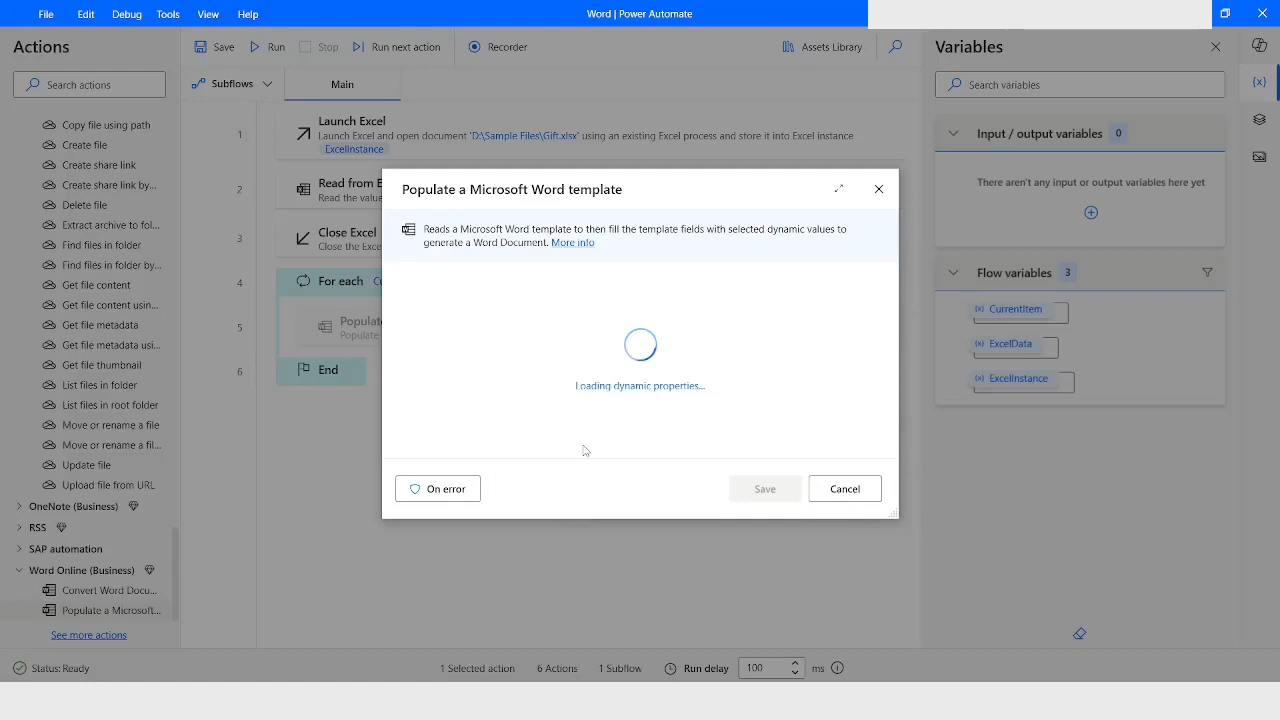 File Edit Debug Tools View Help Word | Power Automate
Actions
Search actions
Copy file using path
Create file
Create share link
Create share link by...
Delete file
Extract archive to fol...
Find files in folder
Find files in folder by...
Get file content
Get file content usin...
Get file metadata
Get file metadata usi...
Get file thumbnail
List files in folder
List files in root folder
Move or rename a file
Move or rename a fil...
Update file
Upload file from URL
OneNote (Business)
RSS
SAP automation
Word Online (Business)
Convert Word Docu...
Populate a Microsoft...
See more actions
Save Run Stop Run next action Recorder Assets Library
Subflows Main
1 Launch Excel
Launch Excel and open document 'D:\Sample Files\Gift.xlsx' using an existing Excel process and store it into Excel instance
ExcelInstance
2 Read from E
Read the value
3 Close Excel
Close the Exce
4 For each
5 Populat
Populate
6 End
Populate a Microsoft Word template
Reads a Microsoft Word template to then fill the template fields with selected dynamic values to
generate a Word Document. More info
Loading dynamic properties...
On error Save Cancel
Variables
{x}
Search variables
Input / output variables 0
There aren't any input or output variables here yet
Flow variables 3
{x} CurrentItem
{x} ExcelData
{x} ExcelInstance
Status: Ready 1 Selected action 6 Actions 1 Subflow Run delay 100 ms